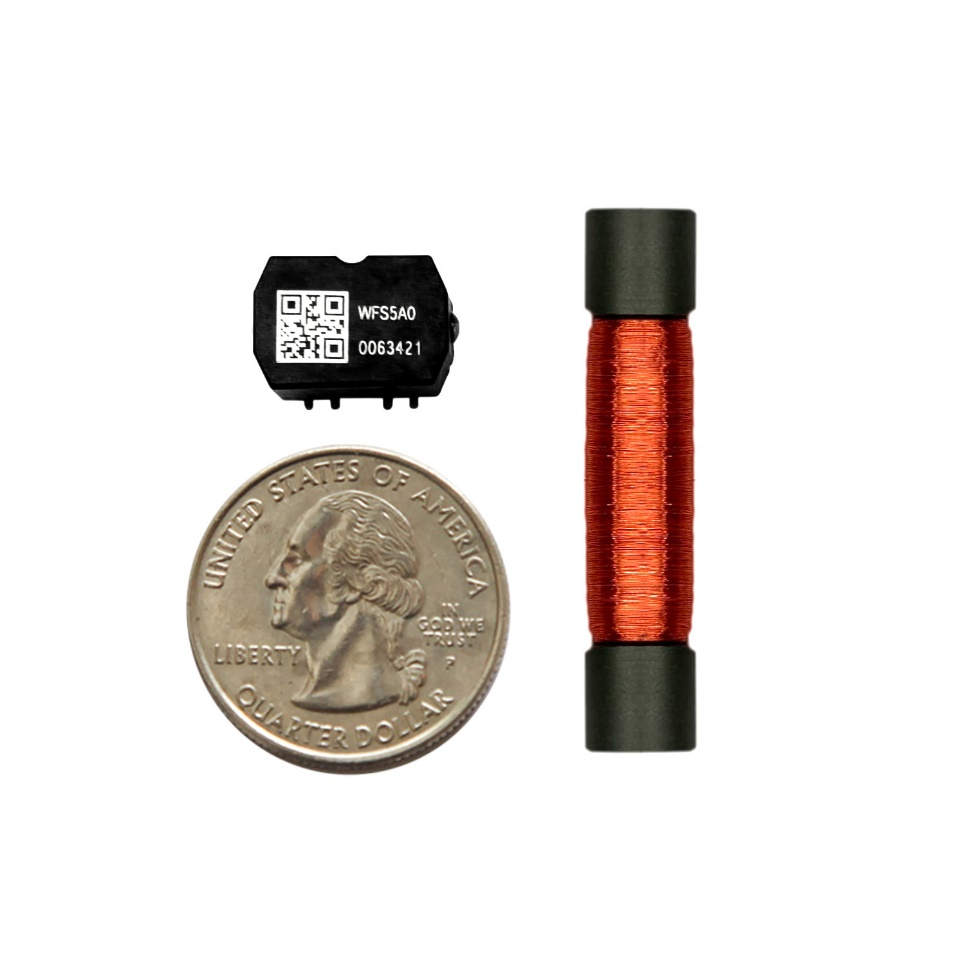 WFS5A0
0063421
UNITED STATES OF AMERICA
LIBERTY
IN
GOD WE
TRUST
P
QUARTER DOLLAR